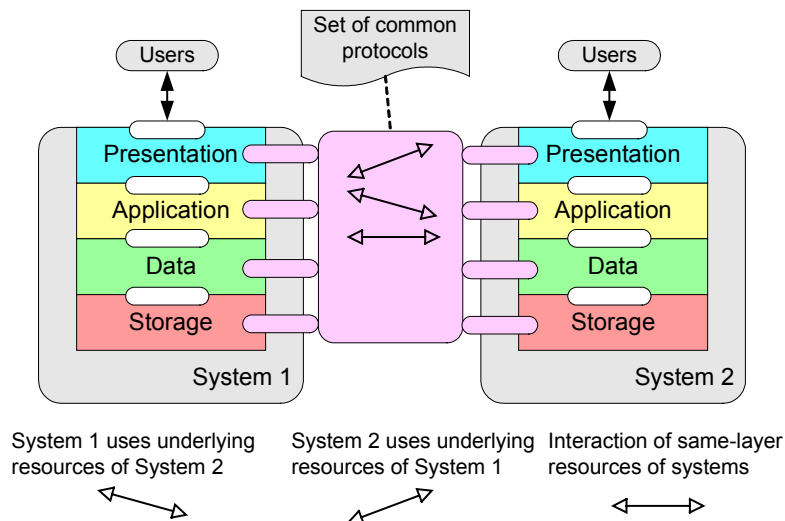 Users
Set of common
protocols
Users
Presentation
Application
Data
Storage
System 1
Presentation
Application
Data
Storage
System 2
System 1 uses underlying
resources of System 2
System 2 uses underlying
resources of System 1
Interaction of same-layer
resources of systems